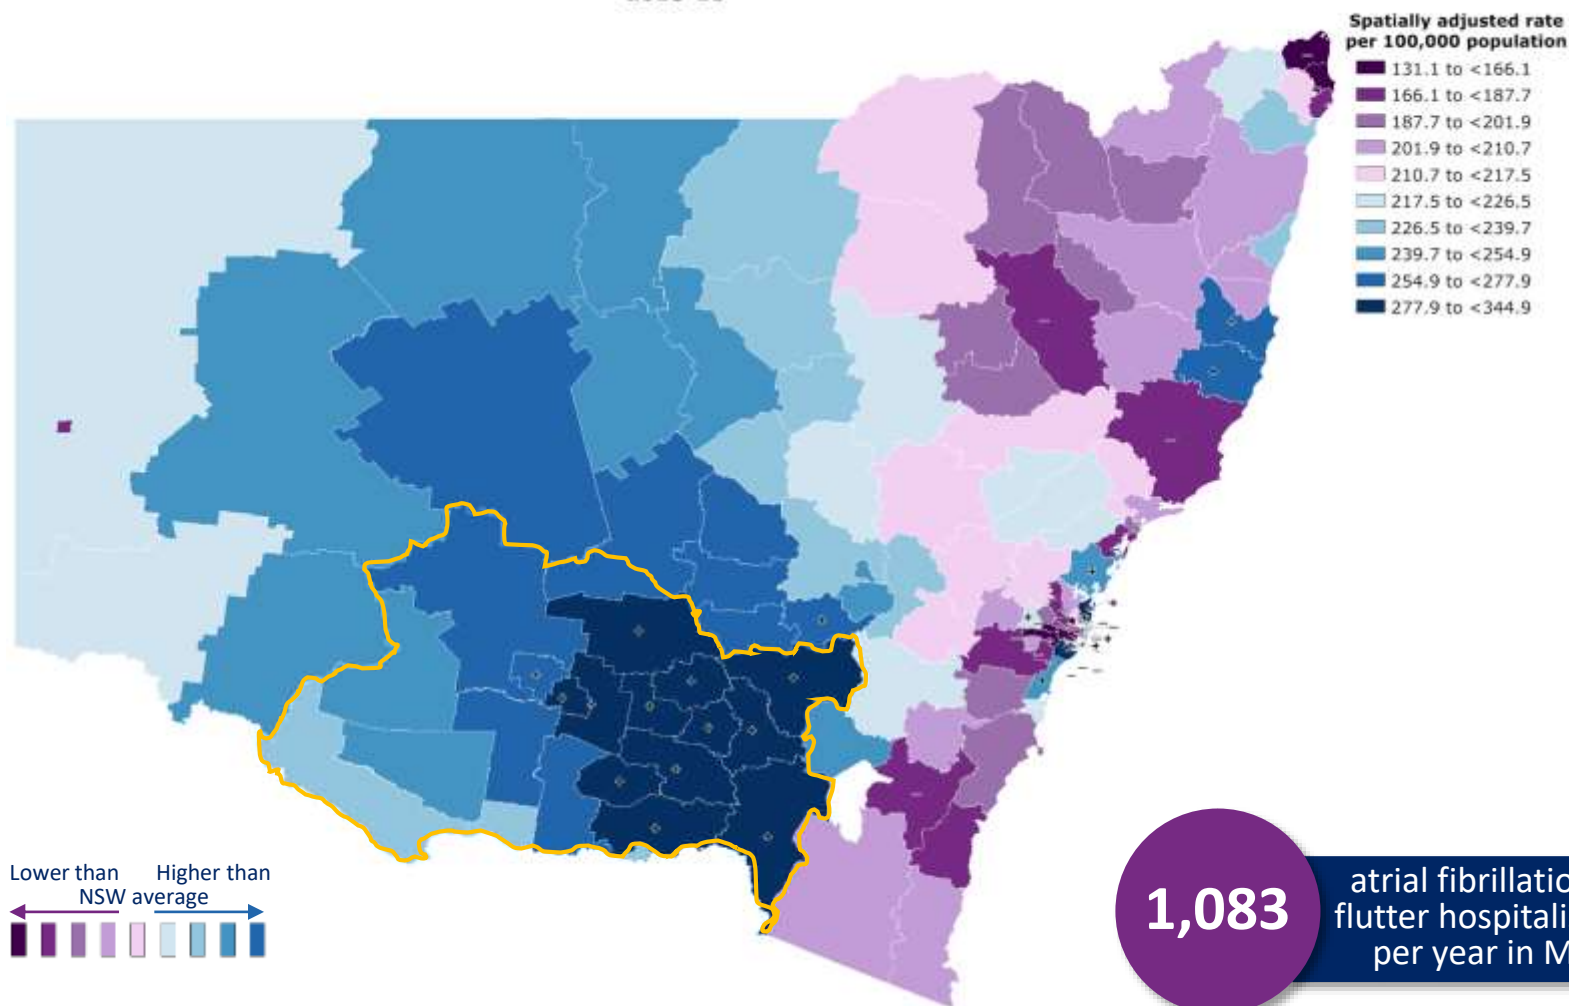 Spatially adjusted rate
per 100,000 population
131.1 to <166.1
166.1 to <187.7
187.7 to <201.9
201.9 to <210.7
210.7 to <217.5
217.5 to <226.5
226.5 to <239.7
239.7 to <254.9
254.9 to <277.9
277.9 to <344.9
Lower than Higher than
NSW average
1,083
atrial
flutter
per year in